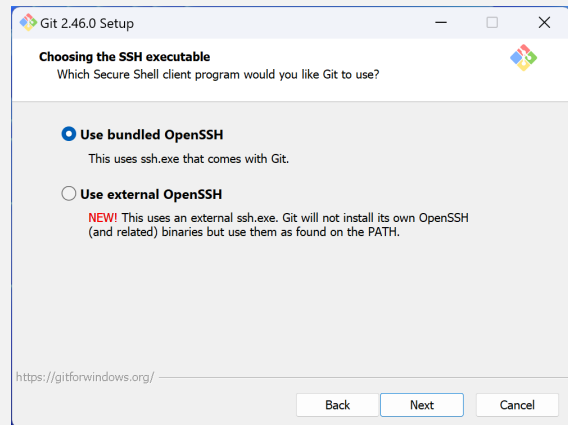 Git 2.46.0 Setup
Choosing the SSH executable
Which Secure Shell client program would you like Git to use?
Use bundled OpenSSH
This uses ssh.exe that comes with Git.
Use external OpenSSH
NEW! This uses an external ssh.exe. Git will not install its own OpenSSH
(and related) binaries but use them as found on the PATH.
https://gitforwindows.org/
Back
Next
Cancel